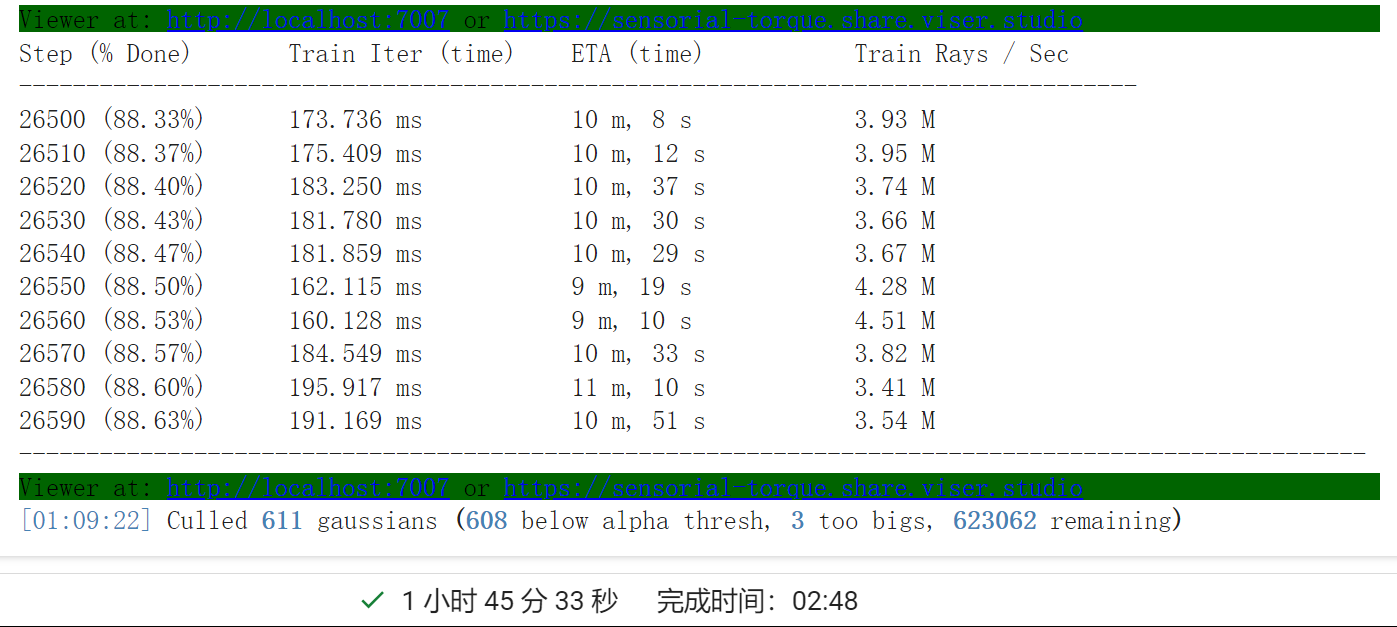 Viewer at: http://localhost:7007 or https://sensorial-torque.share.viser.studio
Step (% Done) Train Iter (time) ETA (time) Train Rays / Sec
---------------------------------------------------------------------------------------------------
26500 (88.33%) 173.736 ms 10 m, 8 s 3.93 M
26510 (88.37%) 175.409 ms 10 m, 12 s 3.95 M
26520 (88.40%) 183.250 ms 10 m, 37 s 3.74 M
26530 (88.43%) 181.780 ms 10 m, 30 s 3.66 M
26540 (88.47%) 181.859 ms 10 m, 29 s 3.67 M
26550 (88.50%) 162.115 ms 9 m, 19 s 4.28 M
26560 (88.53%) 160.128 ms 9 m, 10 s 4.51 M
26570 (88.57%) 184.549 ms 10 m, 33 s 3.82 M
26580 (88.60%) 195.917 ms 11 m, 10 s 3.41 M
26590 (88.63%) 191.169 ms 10 m, 51 s 3.54 M
----------------------------------------------------------------------------------------------------
Viewer at: http://localhost:7007 or https://sensorial-torque.share.viser.studio
[01:09:22] Culled 611 gaussians (608 below alpha thresh, 3 too bigs, 623062 remaining)
✓ 1 小时 45 分 33 秒 完成时间：02:48